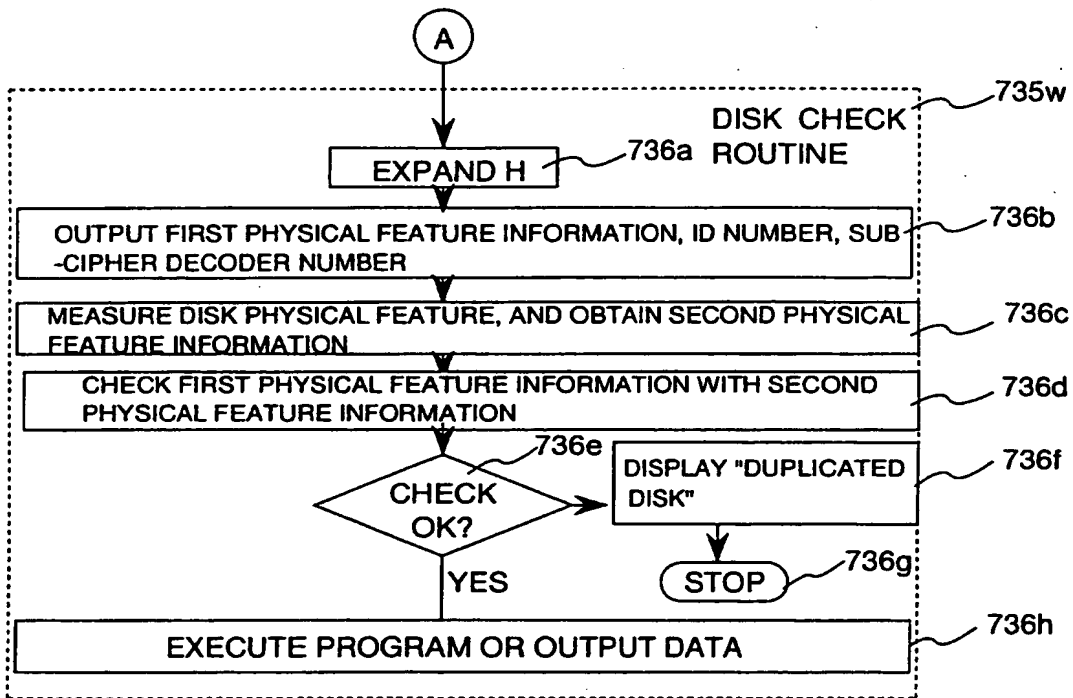 A
735w
DISK CHECK
ROUTINE
736a
EXPAND H
736b
OUTPUT FIRST PHYSICAL FEATURE INFORMATION, ID NUMBER, SUB
-CIPHER DECODER NUMBER
736c
MEASURE DISK PHYSICAL FEATURE, AND OBTAIN SECOND PHYSICAL
FEATURE INFORMATION
736d
CHECK FIRST PHYSICAL FEATURE INFORMATION WITH SECOND
PHYSICAL FEATURE INFORMATION
736e
CHECK
OK?
736f
DISPLAY "DUPLICATED
DISK"
736g
STOP
YES
736h
EXECUTE PROGRAM OR OUTPUT DATA